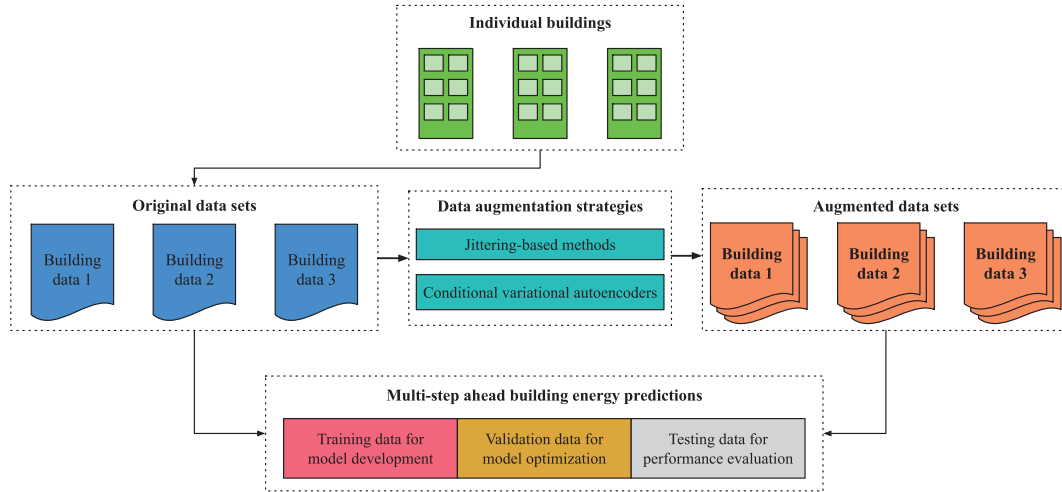 Individual buildings
Original data sets
Building
data 1
Building
data 2
Building
data 3
Data augmentation strategies
Jittering-based methods
Conditional variational autoencoders
Augmented data sets
Building
data 1
Building
data 2
Building
data 3
Multi-step ahead building energy predictions
Training data for
model development
Validation data for
model optimization
Testing data for
performance evaluation